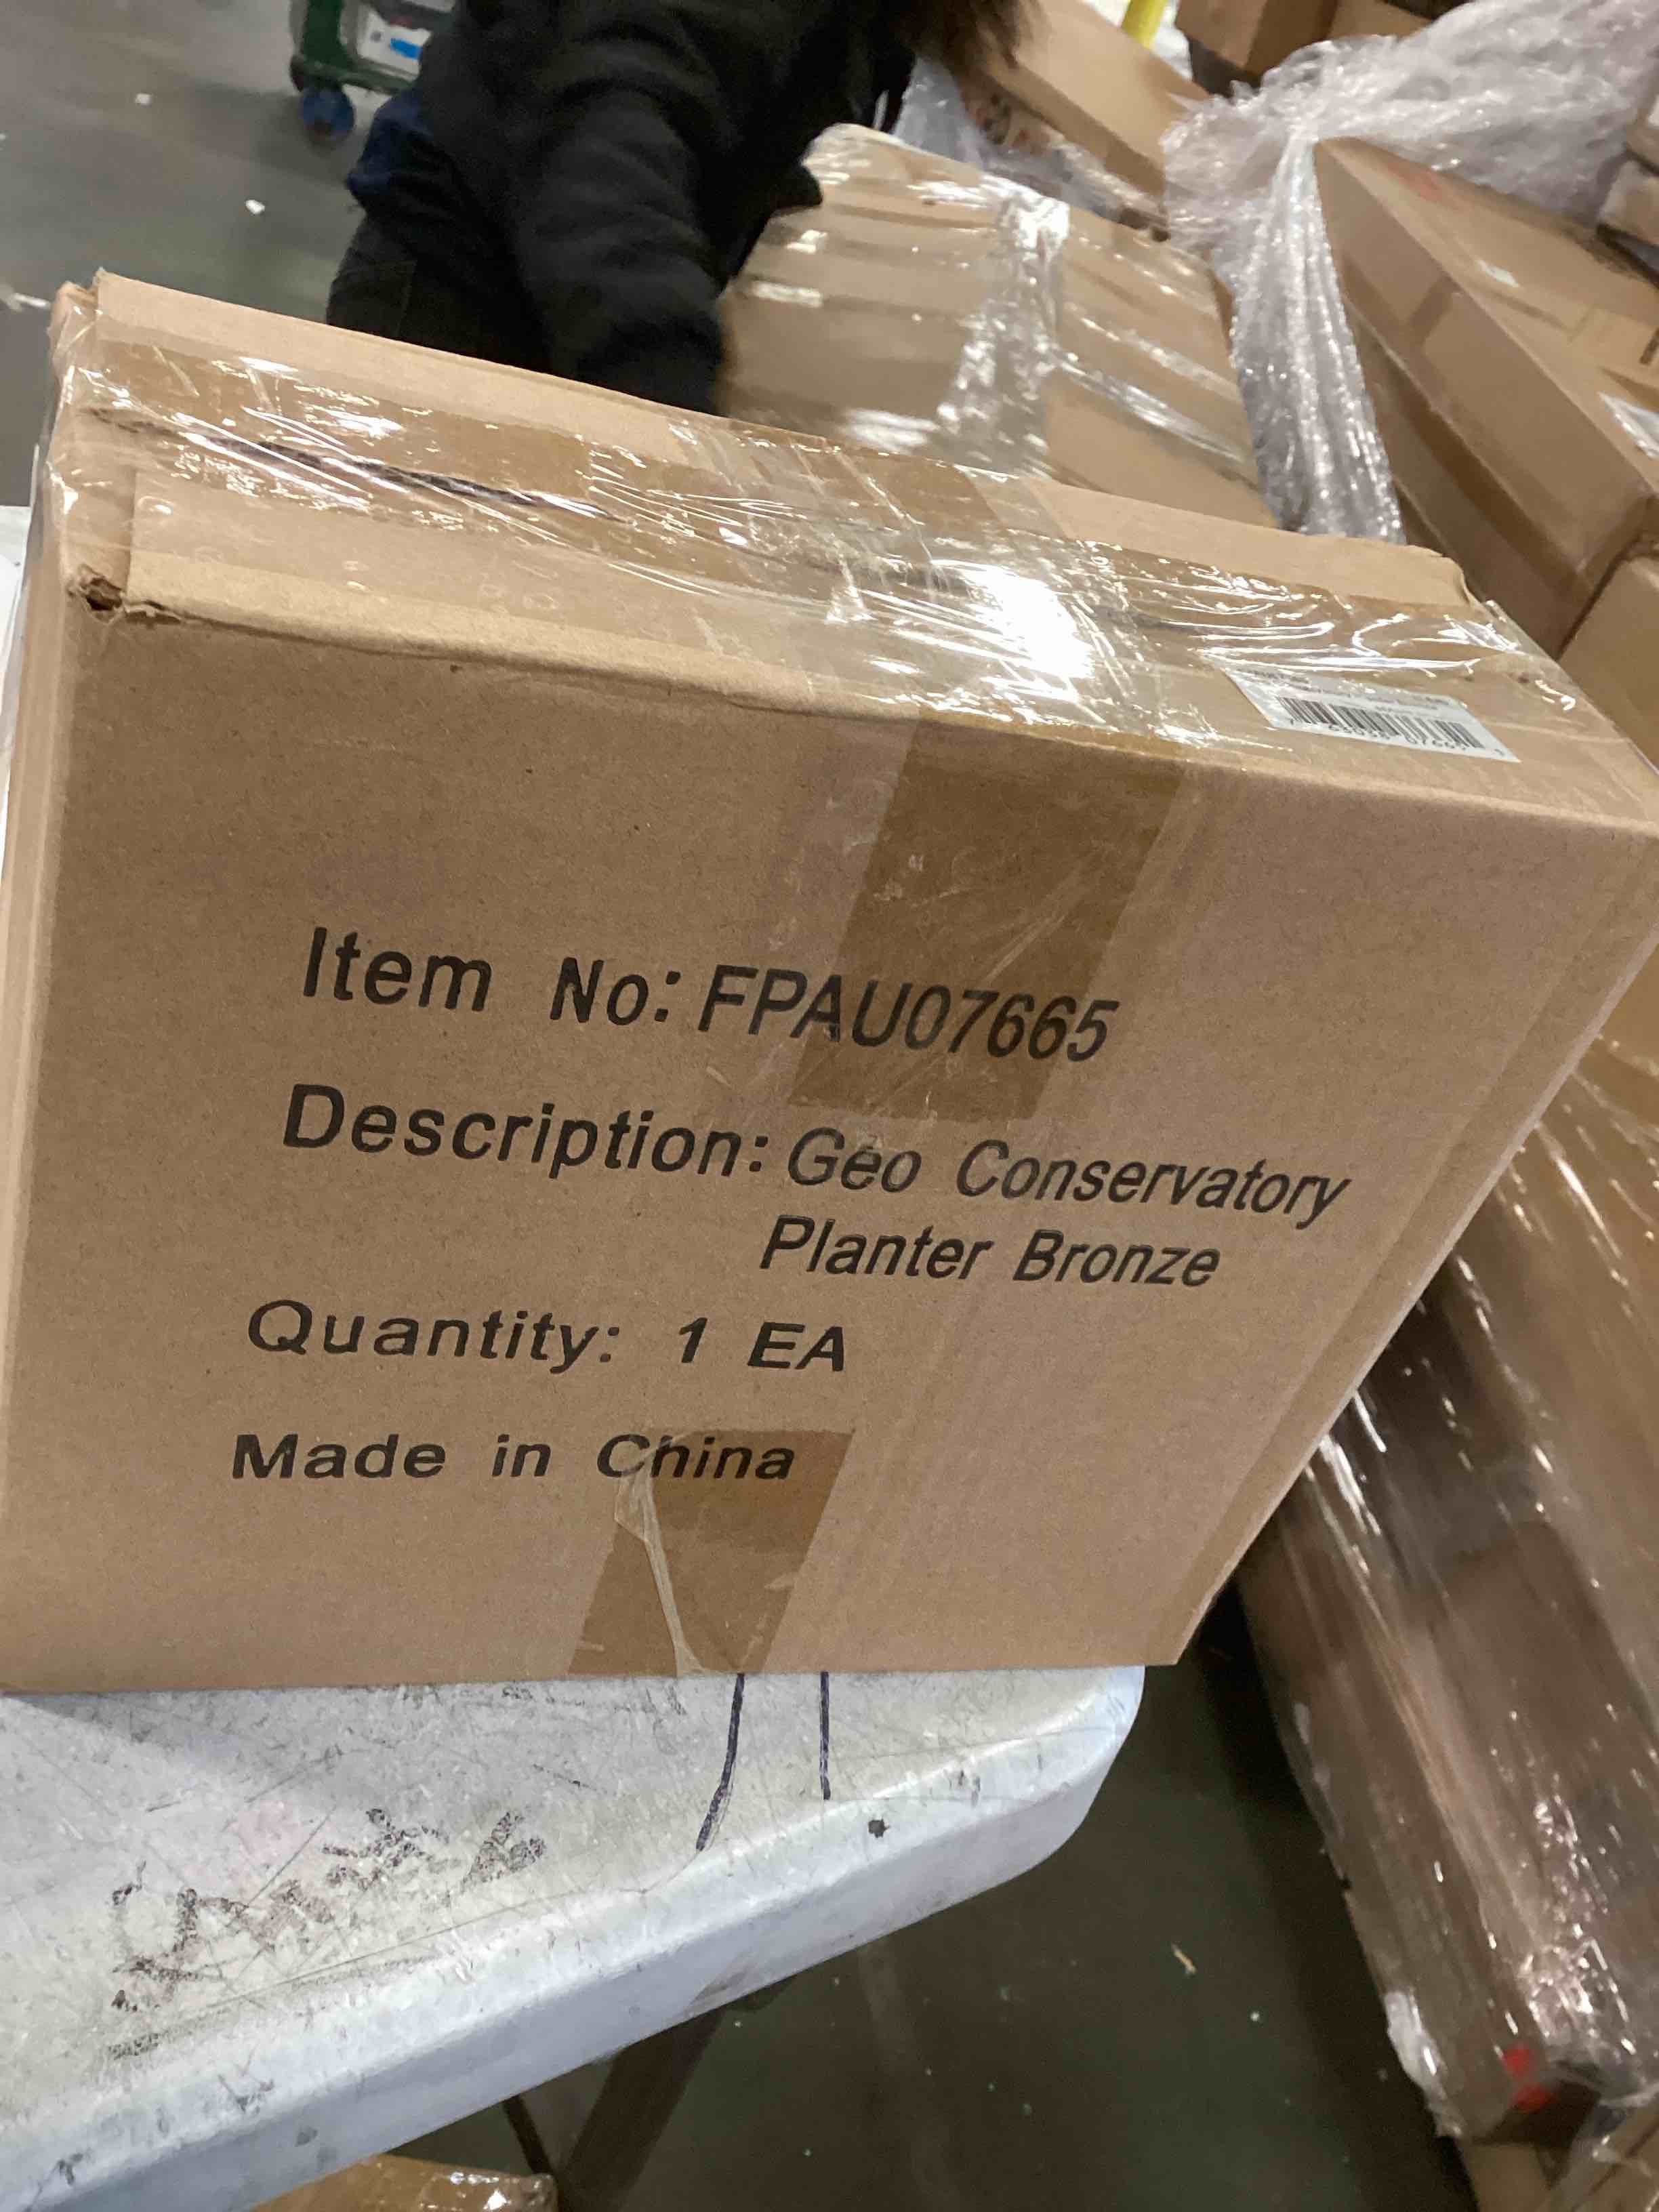 Item No: FPAU07665
Description: Geo Conservatory
Planter Bronze
Quantity: 1 EA
Made in China